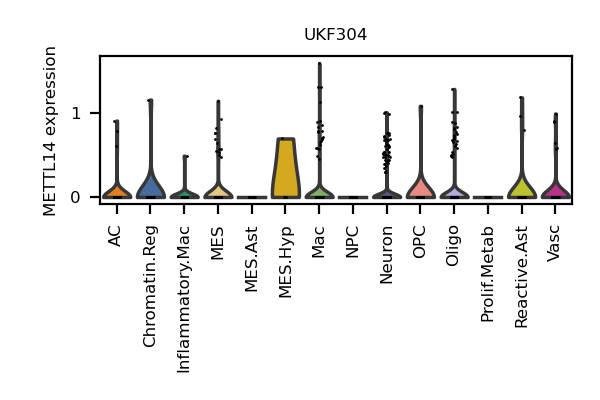 UKF304
METTL14 expression
1
0
AC
Chromatin.Reg
Inflammatory.Mac
MES
MES.Ast
MES.Hyp
Mac
NPC
Neuron
OPC
Oligo
Prolif.Metab
Reactive.Ast
Vasc